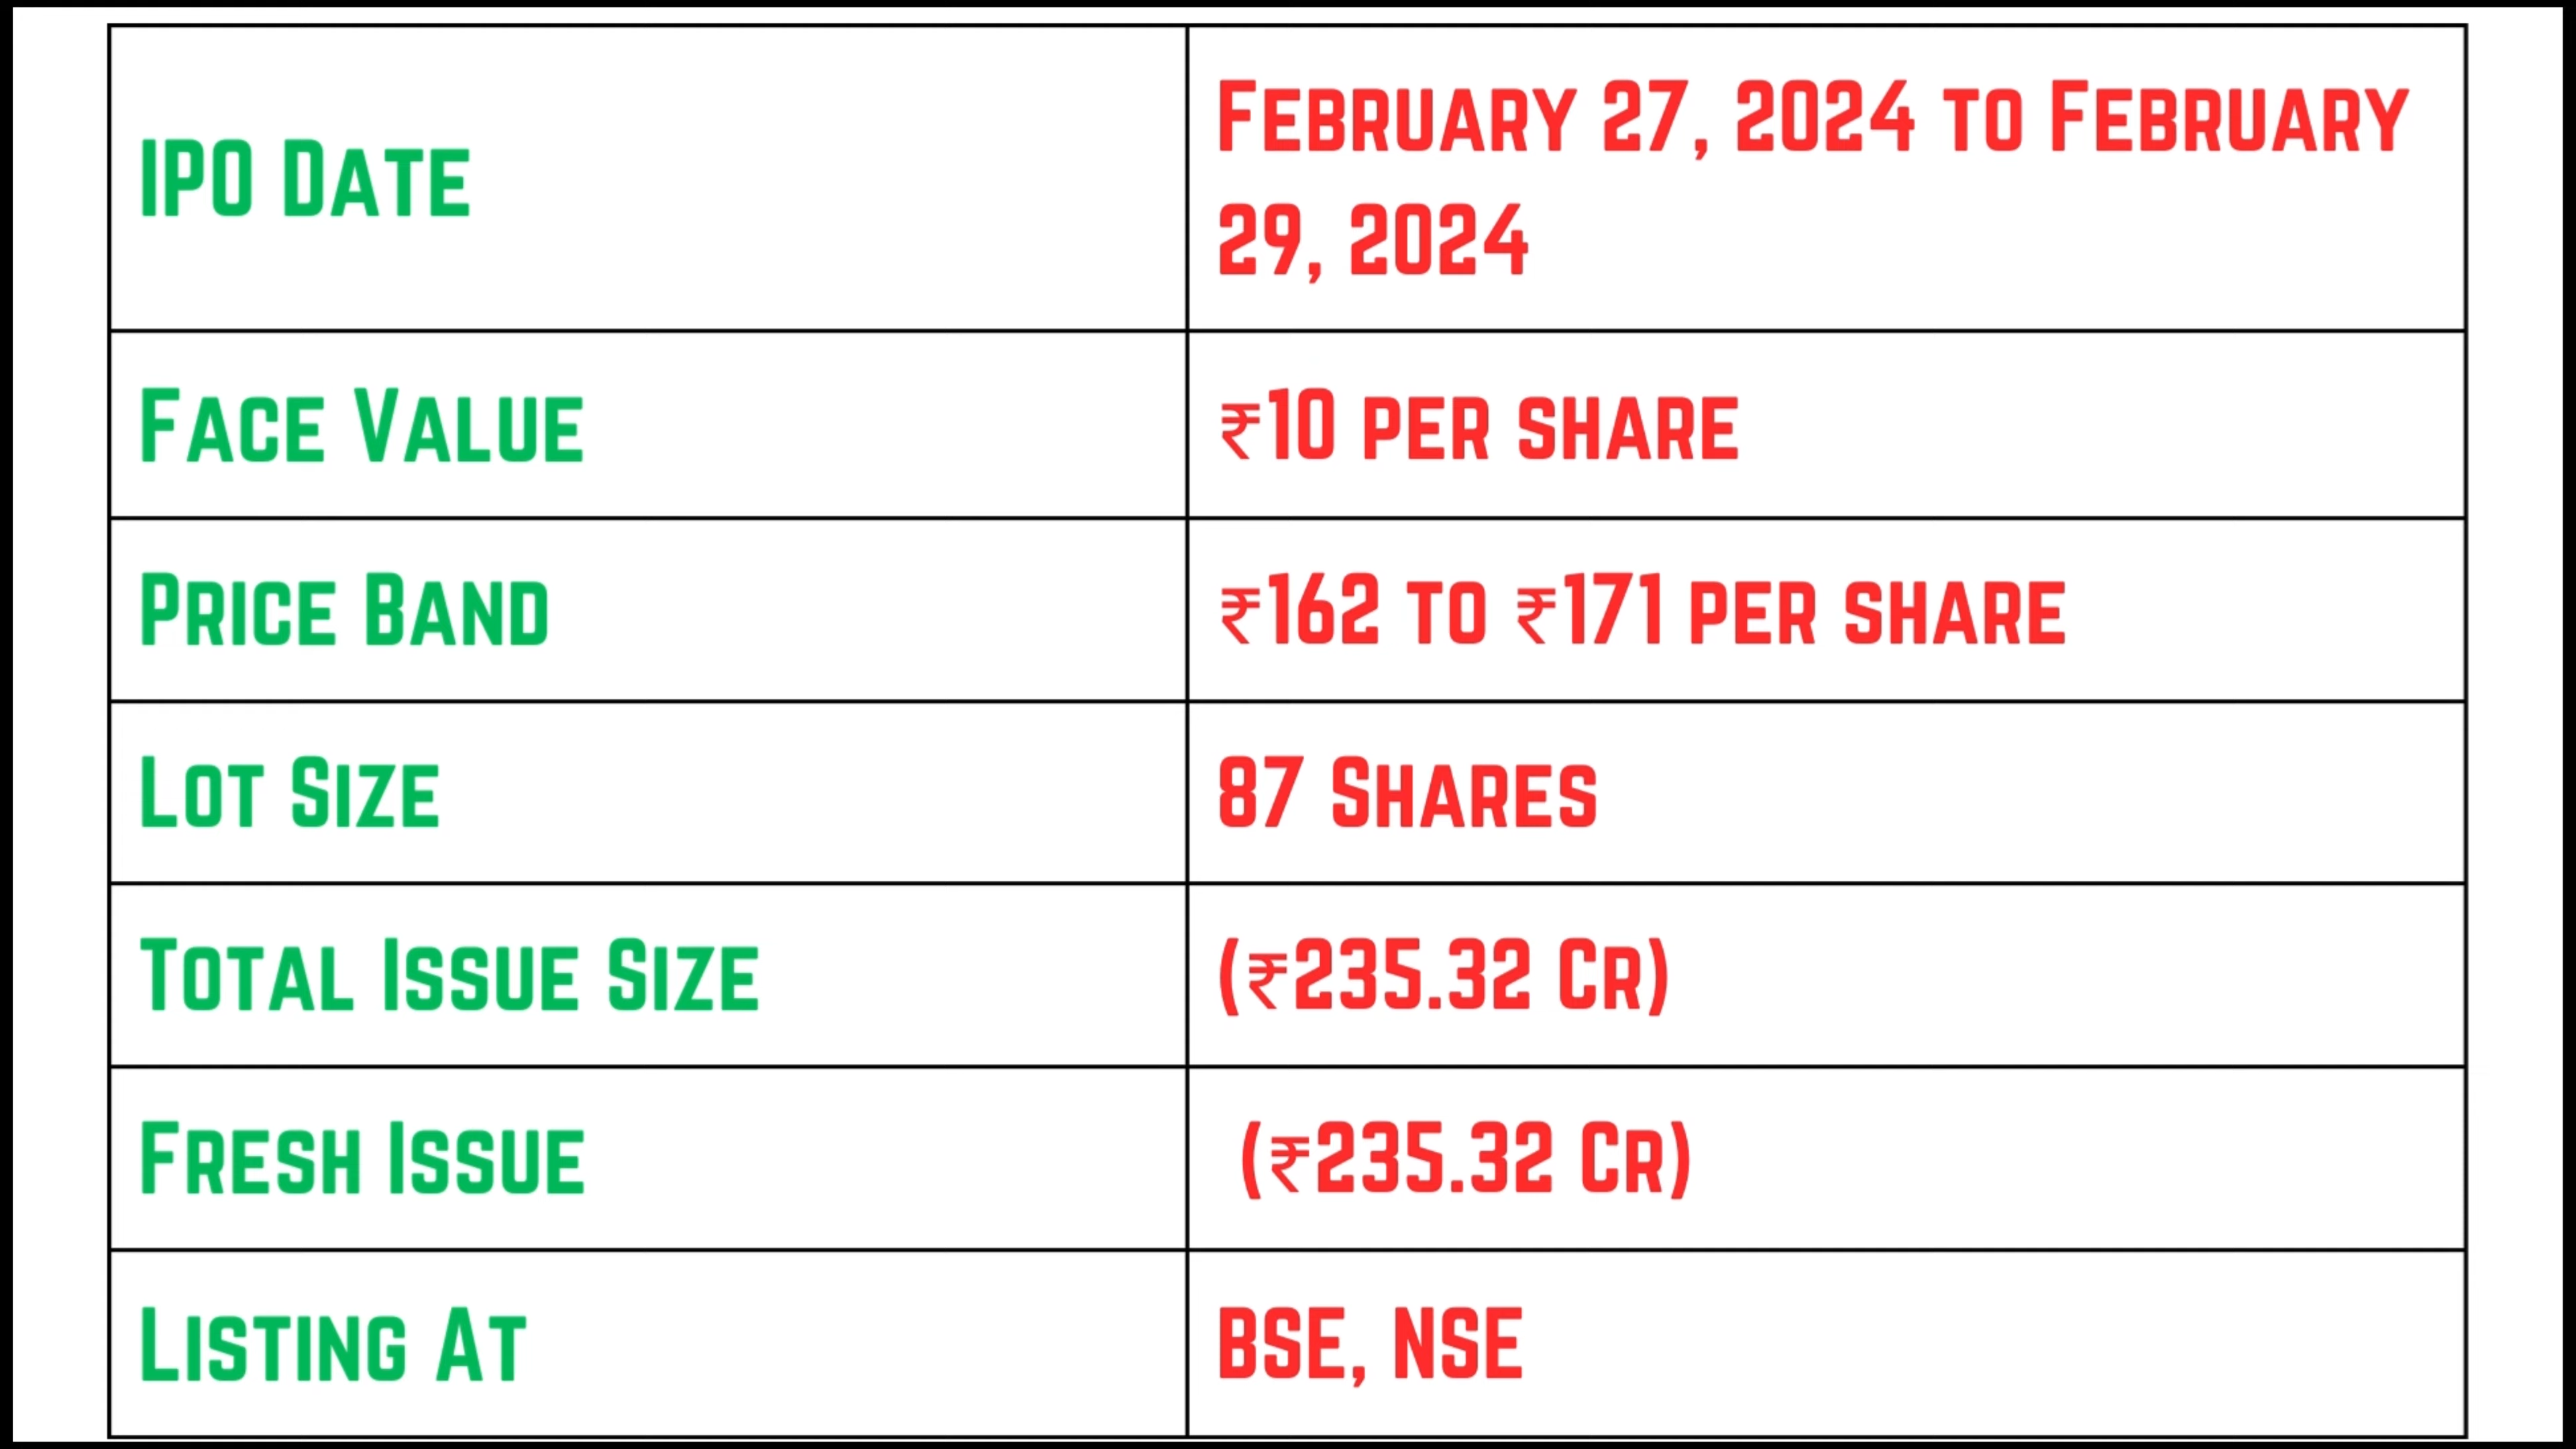 IPO Date
February 27, 2024 to February
29, 2024
Face Value
₹10 per share
Price Band
₹162 to ₹171 per share
Lot Size
87 Shares
Total Issue Size
(₹235.32 Cr)
Fresh Issue
(₹235.32 Cr)
Listing At
BSE, NSE